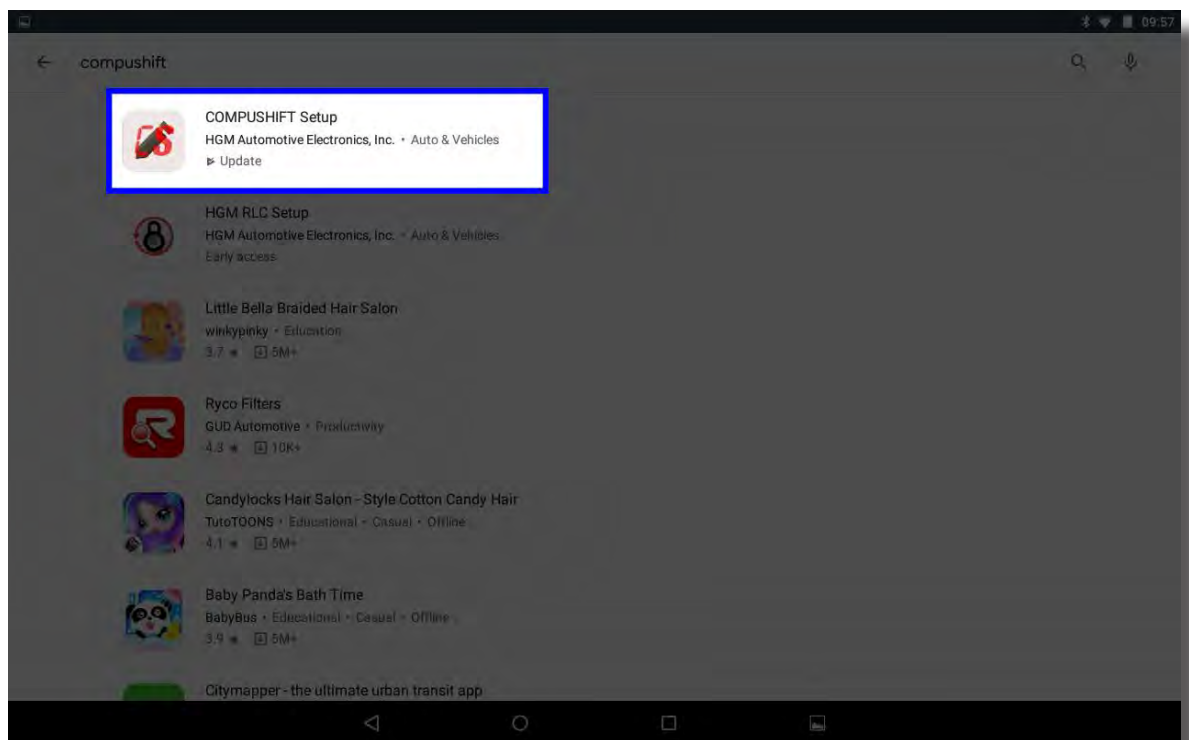 09:57
compushift
COMPUSHIFT Setup
HGM Automotive Electronics, Inc. • Auto & Vehicles
Update
HGM RLC Setup
HGM Automotive Electronics, Inc. • Auto & Vehicles
Early access
Little Bella Braided Hair Salon
winkypinky • Education
3.7 ★ 5M+
Ryco Filters
GUD Automotive • Productivity
4.3 ★ 10K+
Candylocks Hair Salon - Style Cotton Candy Hair
TutoTOONS • Educational • Casual • Offline
4.1 ★ 5M+
Baby Panda's Bath Time
BabyBus • Educational • Casual • Offline
3.9 ★ 5M+
Citymapper - the ultimate urban transit app